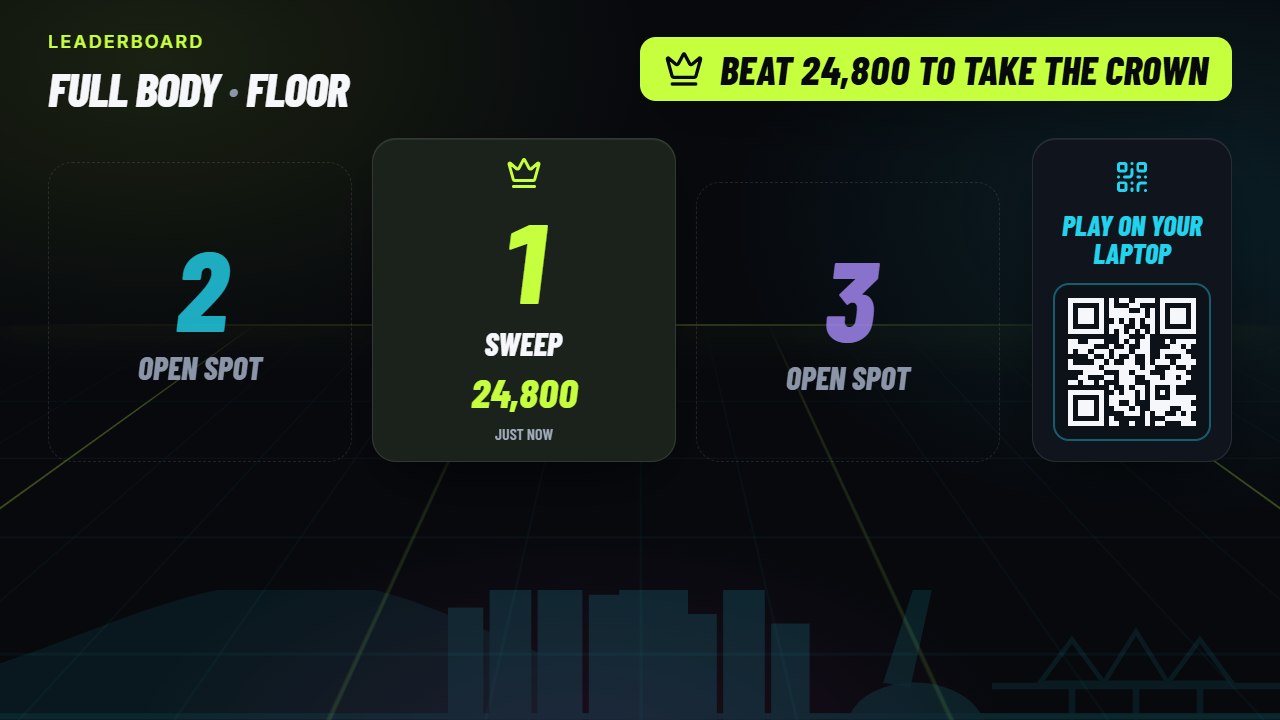 LEADERBOARD
FULL BODY · FLOOR
BEAT 24,800 TO TAKE THE CROWN
2
OPEN SPOT
1
SWEEP
24,800
JUST NOW
3
OPEN SPOT
PLAY ON YOUR
LAPTOP